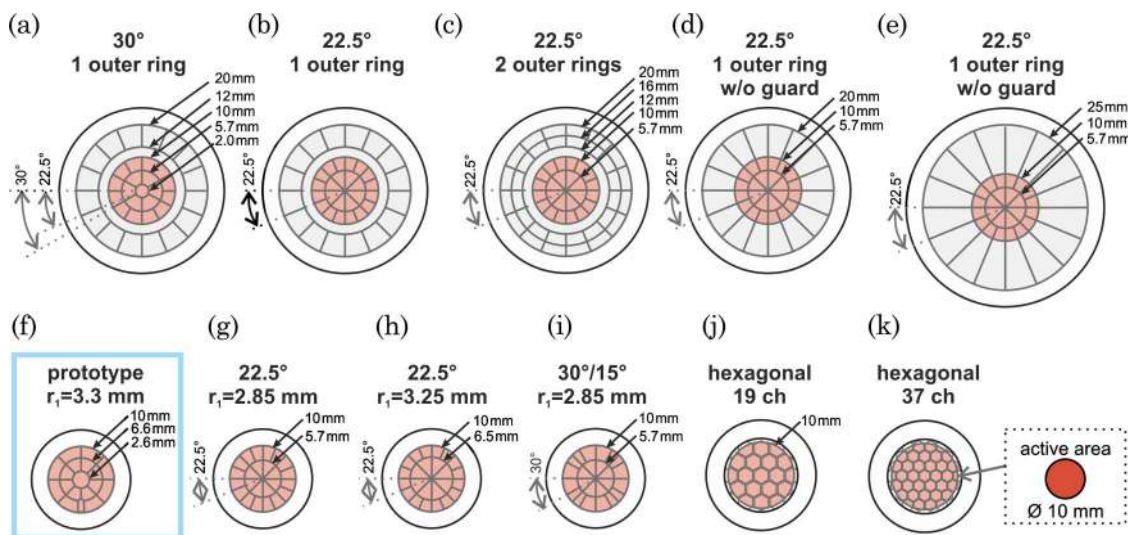 (a)
30°
1 outer ring
20mm
12mm
10mm
5.7mm
2.0mm
30°
22.5°
(b)
22.5°
1 outer ring
22.5°
(c)
22.5°
2 outer rings
20mm
16mm
12mm
10mm
5.7mm
22.5°
(d)
22.5°
1 outer ring
w/o guard
20mm
10mm
5.7mm
22.5°
(e)
22.5°
1 outer ring
w/o guard
25mm
10mm
5.7mm
22.5°
(f)
prototype
r₁=3.3 mm
10mm
6.6mm
2.6mm
(g)
22.5°
r₁=2.85 mm
10mm
5.7mm
22.5°
(h)
22.5°
r₁=3.25 mm
10mm
6.5mm
22.5°
(i)
30°/15°
r₁=2.85 mm
10mm
5.7mm
30°
(j)
hexagonal
19 ch
10mm
(k)
hexagonal
37 ch
active area
Ø 10 mm